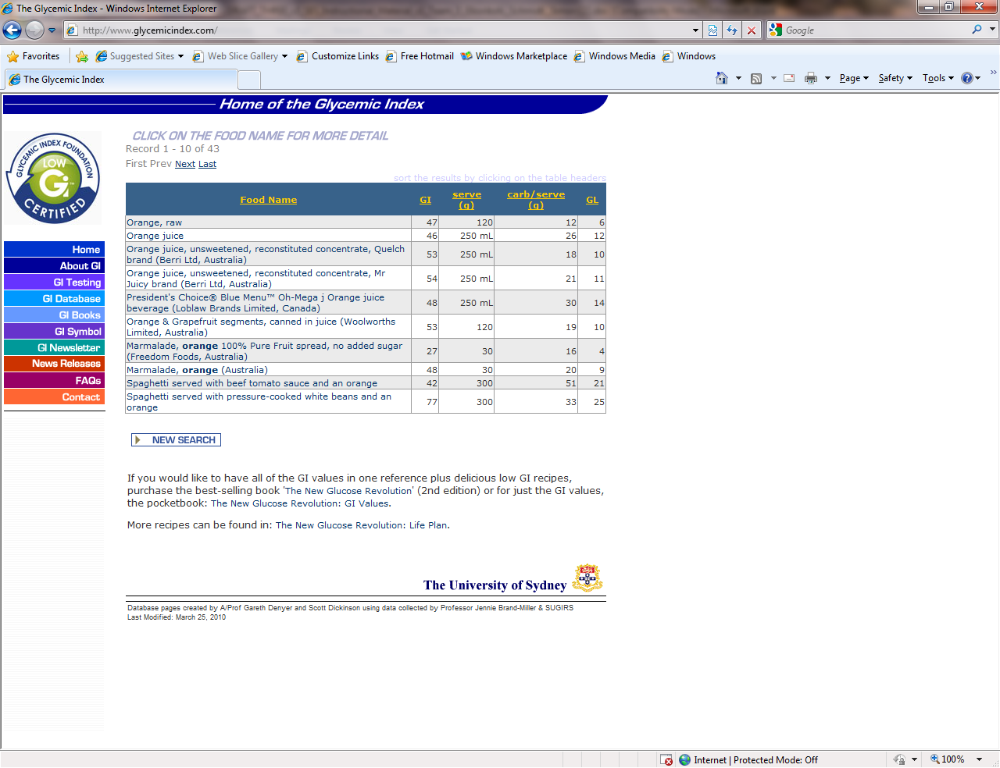 The Glycemic Index - Windows Internet Explorer
http://www.glycemicindex.com/
Google
Favorites Suggested Sites Web Slice Gallery Customize Links Free Hotmail Windows Marketplace Windows Media Windows
The Glycemic Index
Page Safety Tools
Home of the Glycemic Index
GLYCEMIC INDEX FOUNDATION
LOW
Gi
TM
CERTIFIED
Home
About GI
GI Testing
GI Database
GI Books
GI Symbol
GI Newsletter
News Releases
FAQs
Contact
CLICK ON THE FOOD NAME FOR MORE DETAIL
Record 1 - 10 of 43
First Prev Next Last
sort the results by clicking on the table headers
Food Name GI serve (g) carb/serve (g) GL
Orange, raw 47 120 12 6
Orange juice 46 250 mL 26 12
Orange juice, unsweetened, reconstituted concentrate, Quelch
brand (Berri Ltd, Australia) 53 250 mL 18 10
Orange juice, unsweetened, reconstituted concentrate, Mr
Juicy brand (Berri Ltd, Australia) 54 250 mL 21 11
President's Choice® Blue Menu™ Oh-Mega j Orange juice
beverage (Loblaw Brands Limited, Canada) 48 250 mL 30 14
Orange & Grapefruit segments, canned in juice (Woolworths
Limited, Australia) 53 120 19 10
Marmalade, orange 100% Pure Fruit spread, no added sugar
(Freedom Foods, Australia) 27 30 16 4
Marmalade, orange (Australia) 48 30 20 9
Spaghetti served with beef tomato sauce and an orange 42 300 51 21
Spaghetti served with pressure-cooked white beans and an
orange 77 300 33 25
NEW SEARCH
If you would like to have all of the GI values in one reference plus delicious low GI recipes,
purchase the best-selling book 'The New Glucose Revolution' (2nd edition) or for just the GI values,
the pocketbook: The New Glucose Revolution: GI Values.
More recipes can be found in: The New Glucose Revolution: Life Plan.
The University of Sydney
Database pages created by A/Prof Gareth Denyer and Scott Dickinson using data collected by Professor Jennie Brand-Miller & SUGIRS
Last Modified: March 25, 2010
Internet | Protected Mode: Off
100%